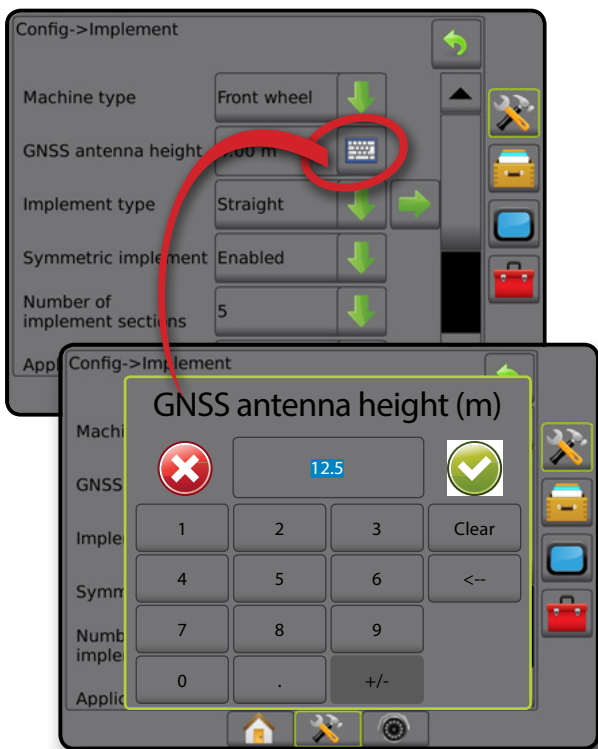 Config->Implement
Machine type
Front wheel
GNSS antenna height
.00 m
Implement type
Straight
Symmetric implement
Enabled
Number of
implement sections
5
Appl
Config->Implement
GNSS antenna height (m)
Machi
12.5
GNSS
1 2 3 Clear
Imple
4 5 6 <--
Symm
7 8 9
Numb
imple
0 . +/-
Applic